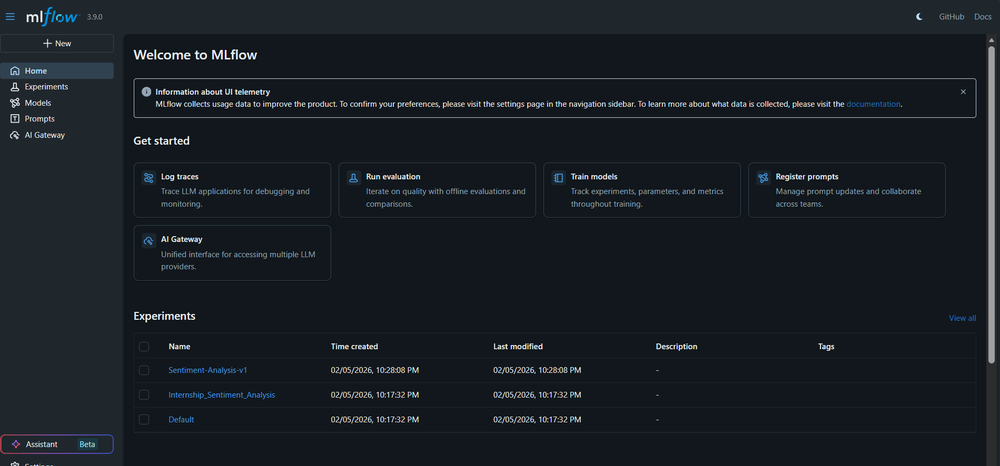 mlflow 3.9.0
GitHub Docs
New
Home
Experiments
Models
Prompts
AI Gateway
Assistant Beta
Settings
Welcome to MLflow
Information about UI telemetry
MLflow collects usage data to improve the product. To confirm your preferences, please visit the settings page in the navigation sidebar. To learn more about what data is collected, please visit the documentation.
Get started
Log traces
Trace LLM applications for debugging and
monitoring.
Run evaluation
Iterate on quality with offline evaluations and
comparisons.
Train models
Track experiments, parameters, and metrics
throughout training.
Register prompts
Manage prompt updates and collaborate
across teams.
AI Gateway
Unified interface for accessing multiple LLM
providers.
Experiments
View all
Name Time created Last modified Description Tags
Sentiment-Analysis-v1 02/05/2026, 10:28:08 PM 02/05/2026, 10:28:08 PM -
Internship_Sentiment_Analysis 02/05/2026, 10:17:32 PM 02/05/2026, 10:17:32 PM -
Default 02/05/2026, 10:17:32 PM 02/05/2026, 10:17:32 PM -